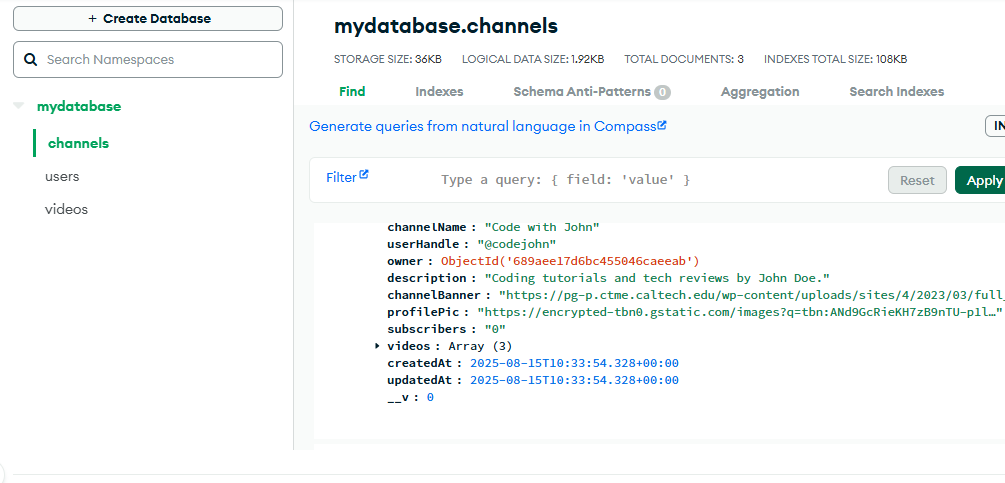 + Create Database
Search Namespaces
mydatabase
channels
users
videos
mydatabase.channels
STORAGE SIZE: 36KB LOGICAL DATA SIZE: 1.92KB TOTAL DOCUMENTS: 3 INDEXES TOTAL SIZE: 108KB
Find Indexes Schema Anti-Patterns 0 Aggregation Search Indexes
Generate queries from natural language in Compass
IN
Filter Type a query: { field: 'value' } Reset Apply
channelName : "Code with John"
userHandle : "@codejohn"
owner : ObjectId('689aee17d6bc455046caeeab')
description : "Coding tutorials and tech reviews by John Doe."
channelBanner : "https://pg-p.ctme.caltech.edu/wp-content/uploads/sites/4/2023/03/full_
profilePic : "https://encrypted-tbn0.gstatic.com/images?q=tbn:ANd9GcRieKH7zB9nTU-p1l…"
subscribers : "0"
videos : Array (3)
createdAt : 2025-08-15T10:33:54.328+00:00
updatedAt : 2025-08-15T10:33:54.328+00:00
__v : 0